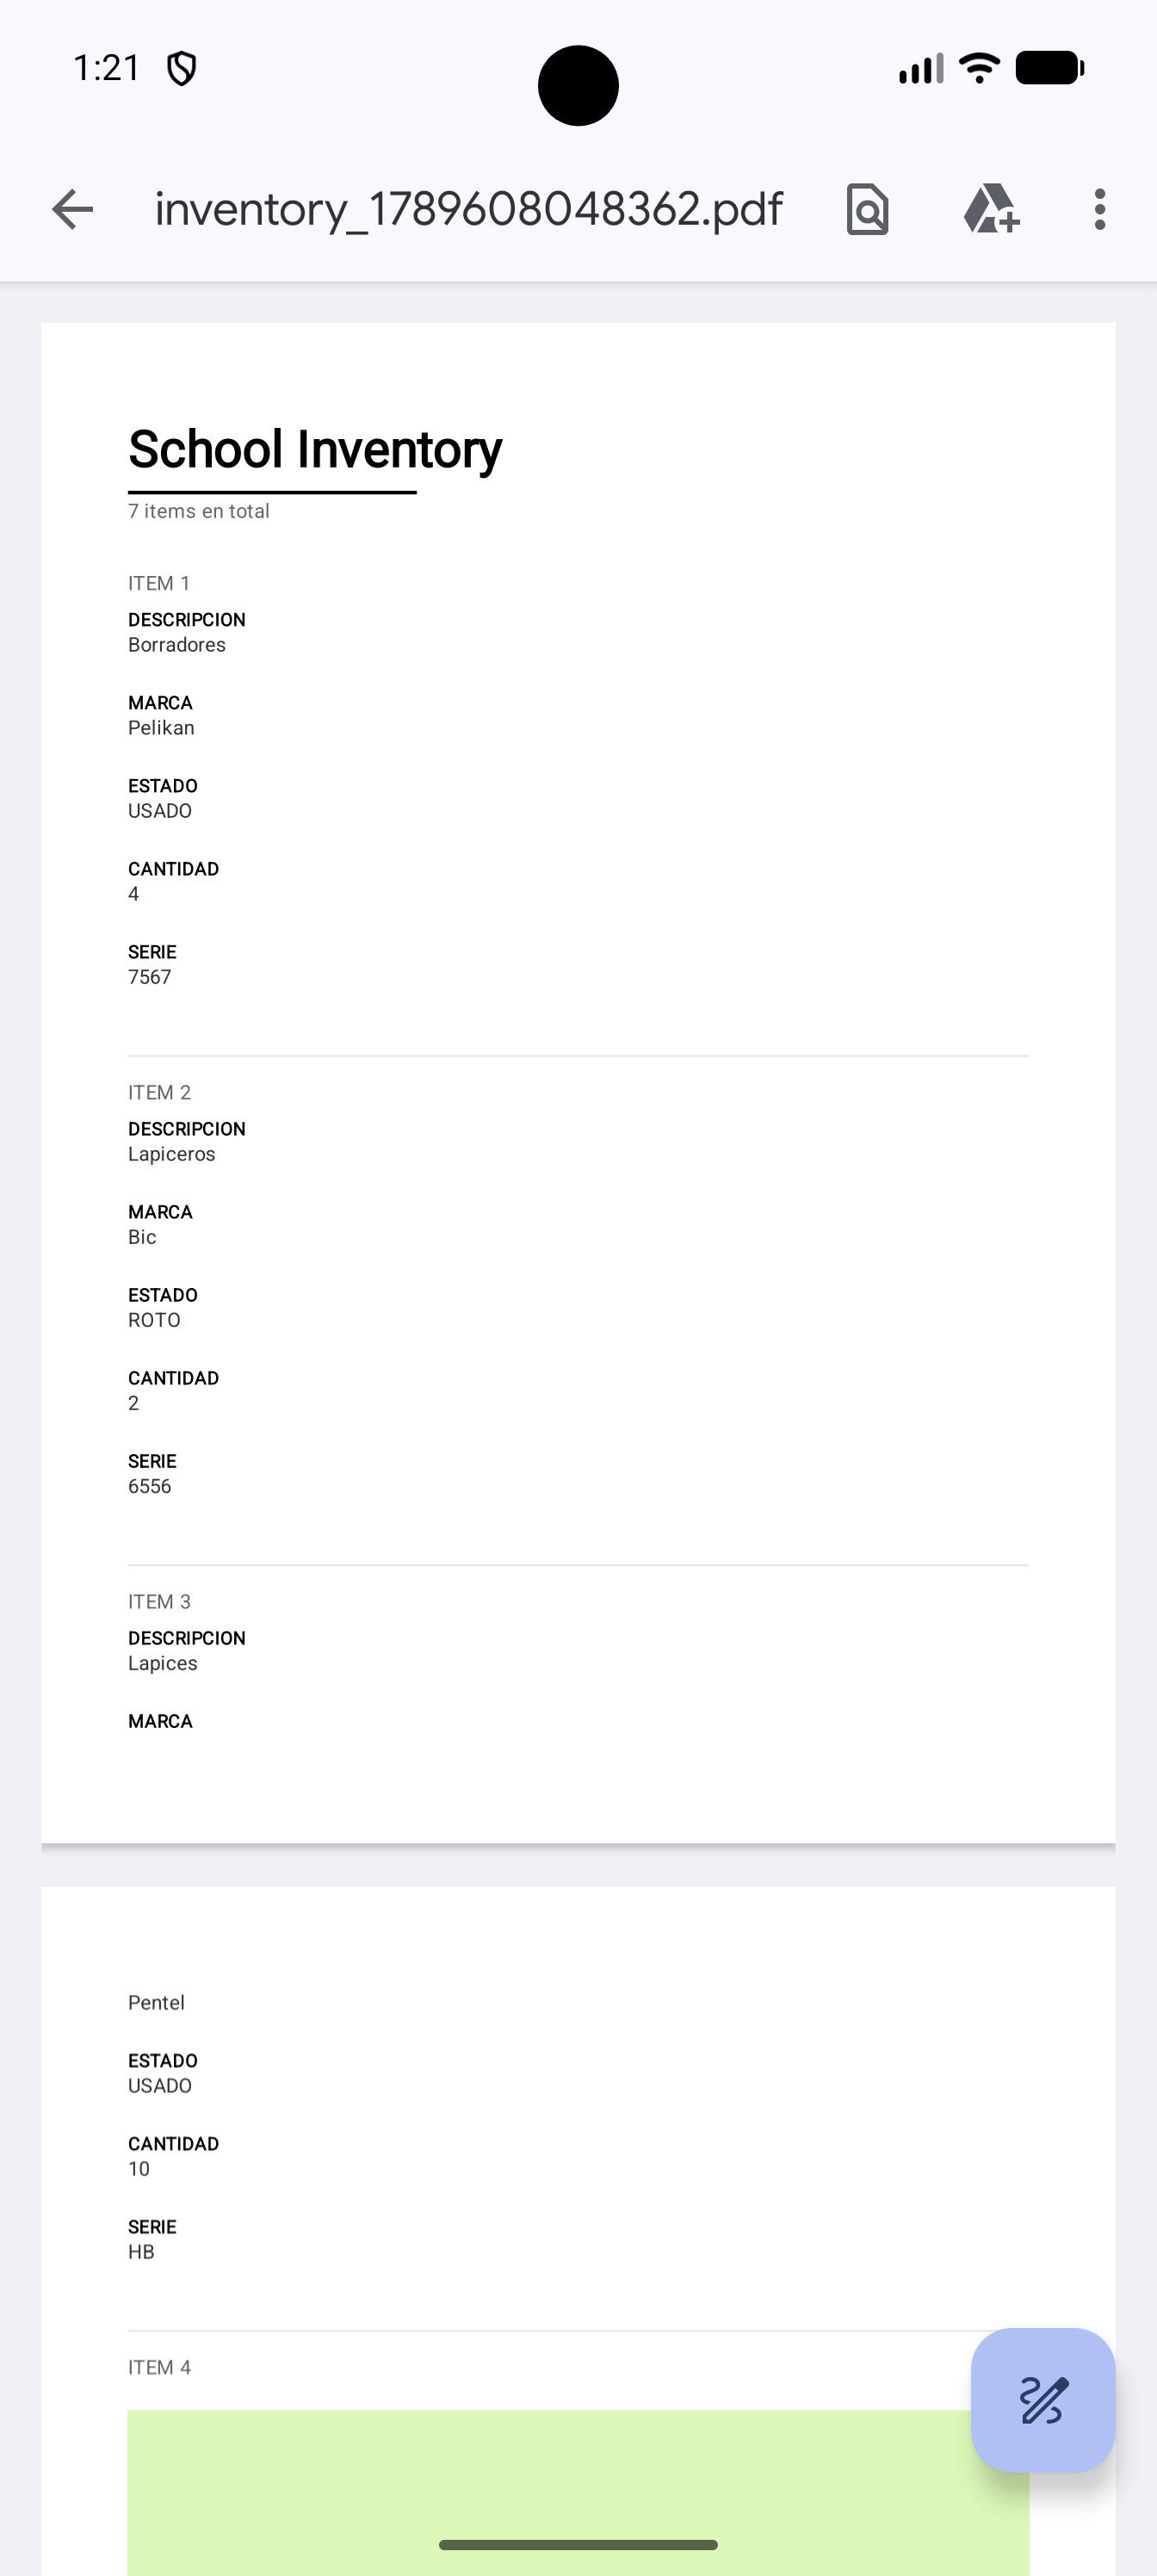 1:21
inventory_1789608048362.pdf
School Inventory
7 items en total
ITEM 1
DESCRIPCION
Borradores
MARCA
Pelikan
ESTADO
USADO
CANTIDAD
4
SERIE
7567
ITEM 2
DESCRIPCION
Lapiceros
MARCA
Bic
ESTADO
ROTO
CANTIDAD
2
SERIE
6556
ITEM 3
DESCRIPCION
Lapices
MARCA
Pentel
ESTADO
USADO
CANTIDAD
10
SERIE
HB
ITEM 4